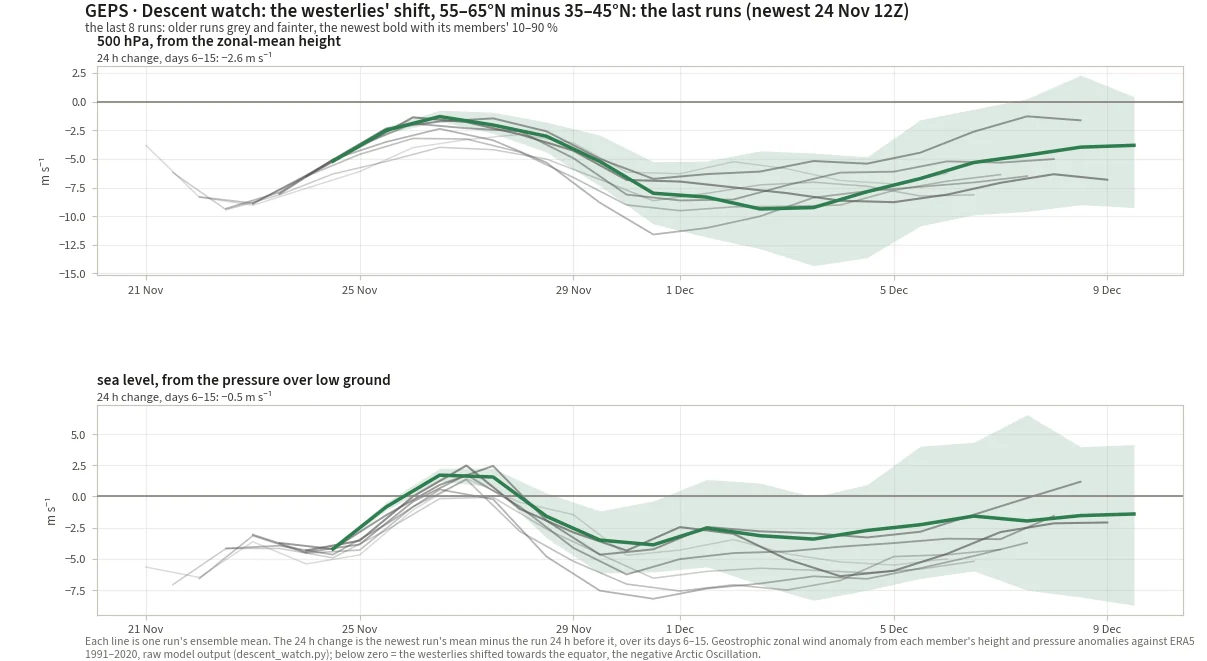 GEPS · Descent watch: the westerlies' shift, 55–65°N minus 35–45°N: the last runs (newest 24 Nov 12Z)
the last 8 runs: older runs grey and fainter, the newest bold with its members' 10–90 %
500 hPa, from the zonal-mean height
24 h change, days 6–15: −2.6 m s⁻¹
2.5
0.0
−2.5
−5.0
−7.5
−10.0
−12.5
−15.0
m s⁻¹
21 Nov 25 Nov 29 Nov 1 Dec 5 Dec 9 Dec
sea level, from the pressure over low ground
24 h change, days 6–15: −0.5 m s⁻¹
5.0
2.5
0.0
−2.5
−5.0
−7.5
m s⁻¹
21 Nov 25 Nov 29 Nov 1 Dec 5 Dec 9 Dec
Each line is one run's ensemble mean. The 24 h change is the newest run's mean minus the run 24 h before it, over its days 6–15. Geostrophic zonal wind anomaly from each member's height and pressure anomalies against ERA5
1991–2020, raw model output (descent_watch.py); below zero = the westerlies shifted towards the equator, the negative Arctic Oscillation.